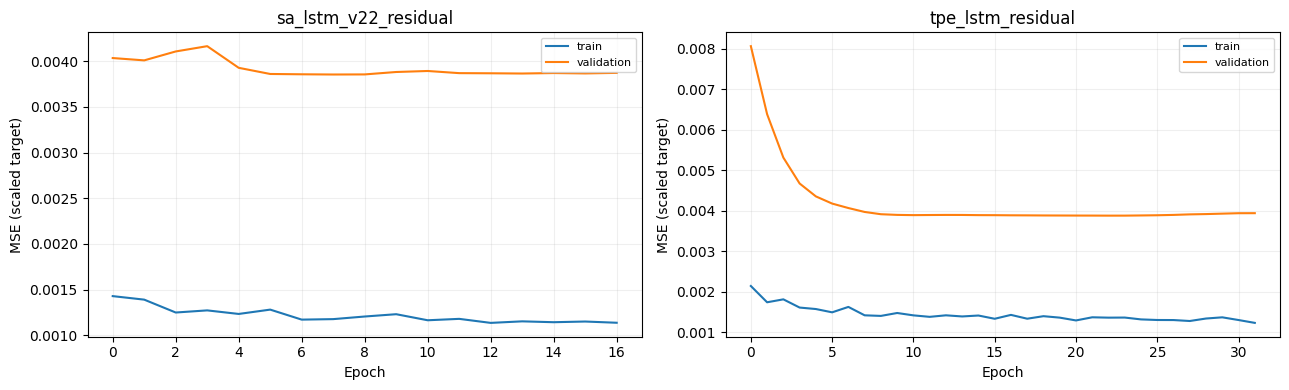 sa_lstm_v22_residual
train
validation
0.0040
0.0035
0.0030
0.0025
0.0020
0.0015
0.0010
MSE (scaled target)
0 2 4 6 8 10 12 14 16
Epoch
tpe_lstm_residual
train
validation
0.008
0.007
0.006
0.005
0.004
0.003
0.002
0.001
MSE (scaled target)
0 5 10 15 20 25 30
Epoch